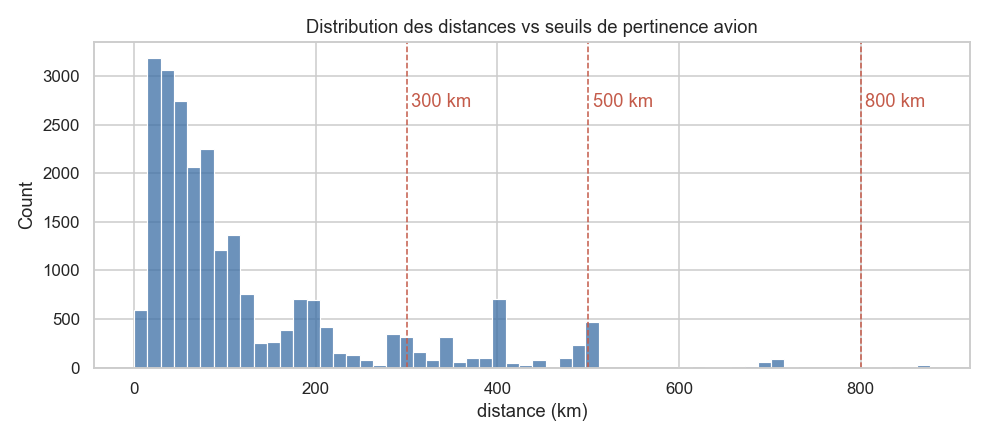 Distribution des distances vs seuils de pertinence avion
300 km
500 km
800 km
Count
3000
2500
2000
1500
1000
500
0
0
200
400
600
800
distance (km)